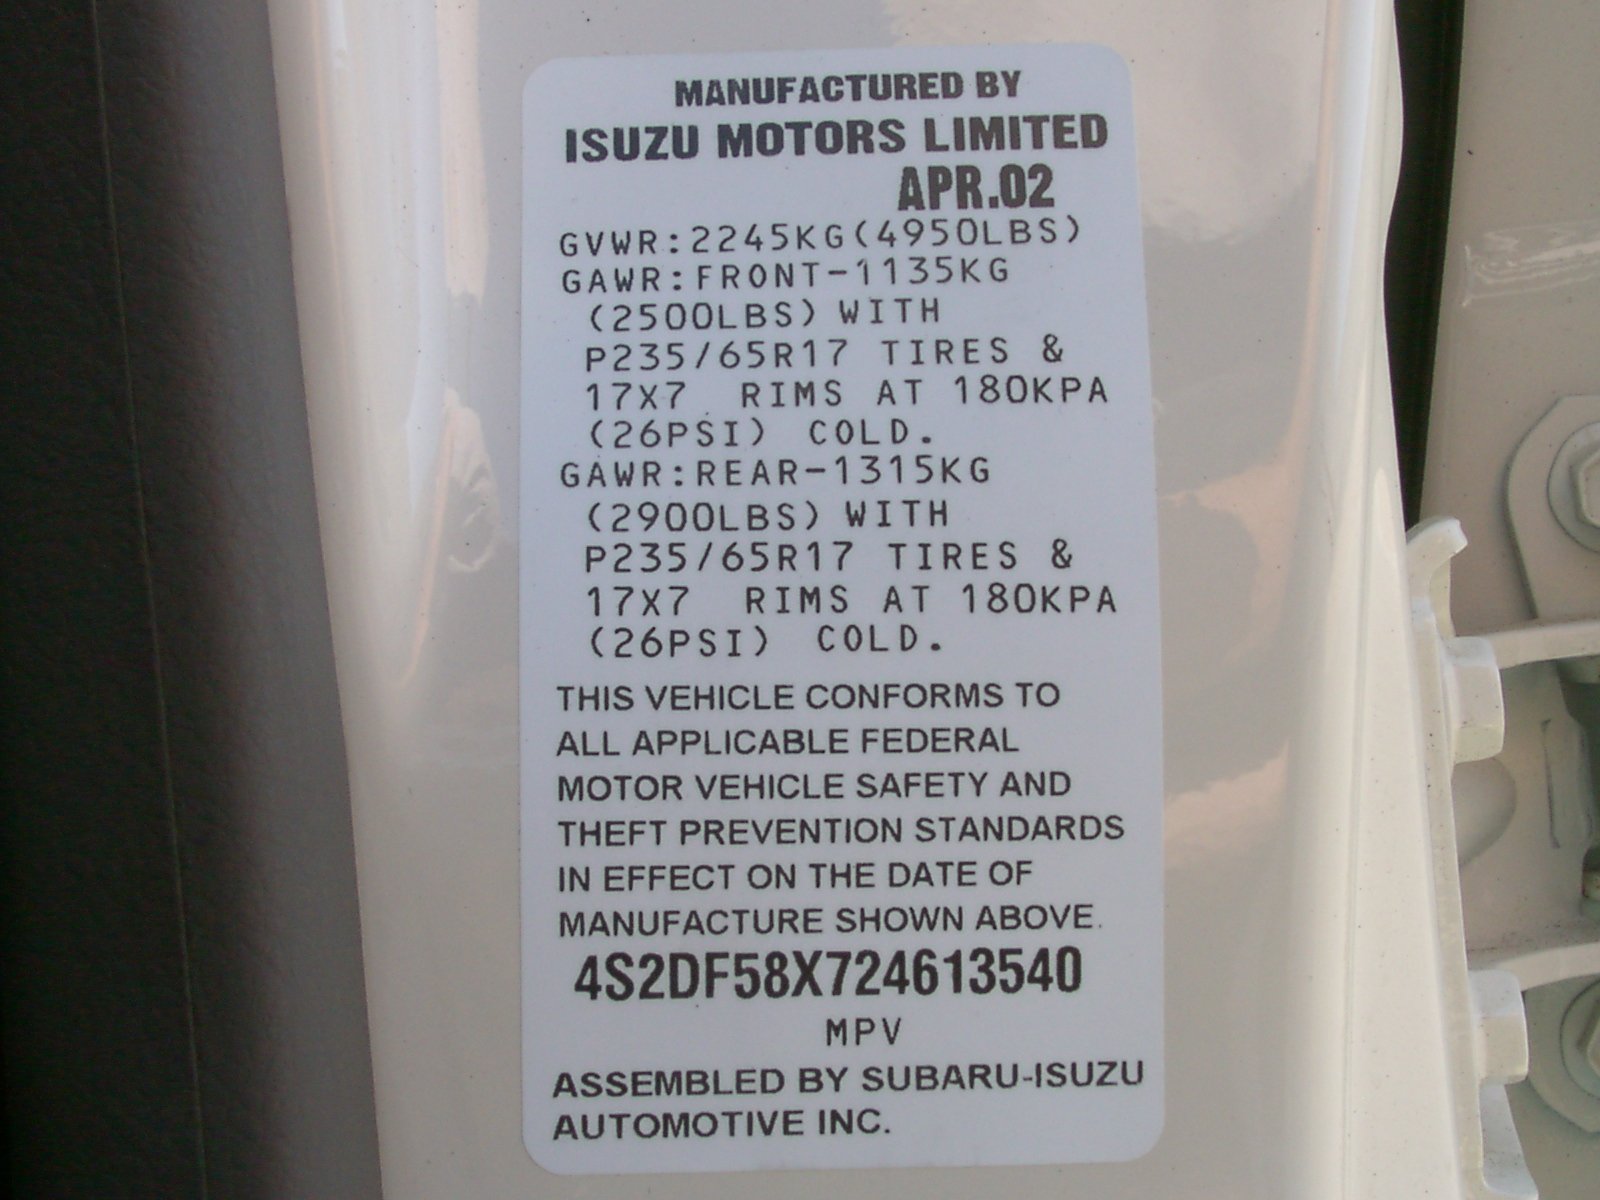 MANUFACTURED BY
ISUZU MOTORS LIMITED
APR.02
GVWR:2245KG(4950LBS)
GAWR:FRONT-1135KG
(2500LBS) WITH
P235/65R17 TIRES &
17X7 RIMS AT 180KPA
(26PSI) COLD.
GAWR:REAR-1315KG
(2900LBS) WITH
P235/65R17 TIRES &
17X7 RIMS AT 180KPA
(26PSI) COLD.
THIS VEHICLE CONFORMS TO
ALL APPLICABLE FEDERAL
MOTOR VEHICLE SAFETY AND
THEFT PREVENTION STANDARDS
IN EFFECT ON THE DATE OF
MANUFACTURE SHOWN ABOVE.
4S2DF58X724613540
MPV
ASSEMBLED BY SUBARU-ISUZU
AUTOMOTIVE INC.